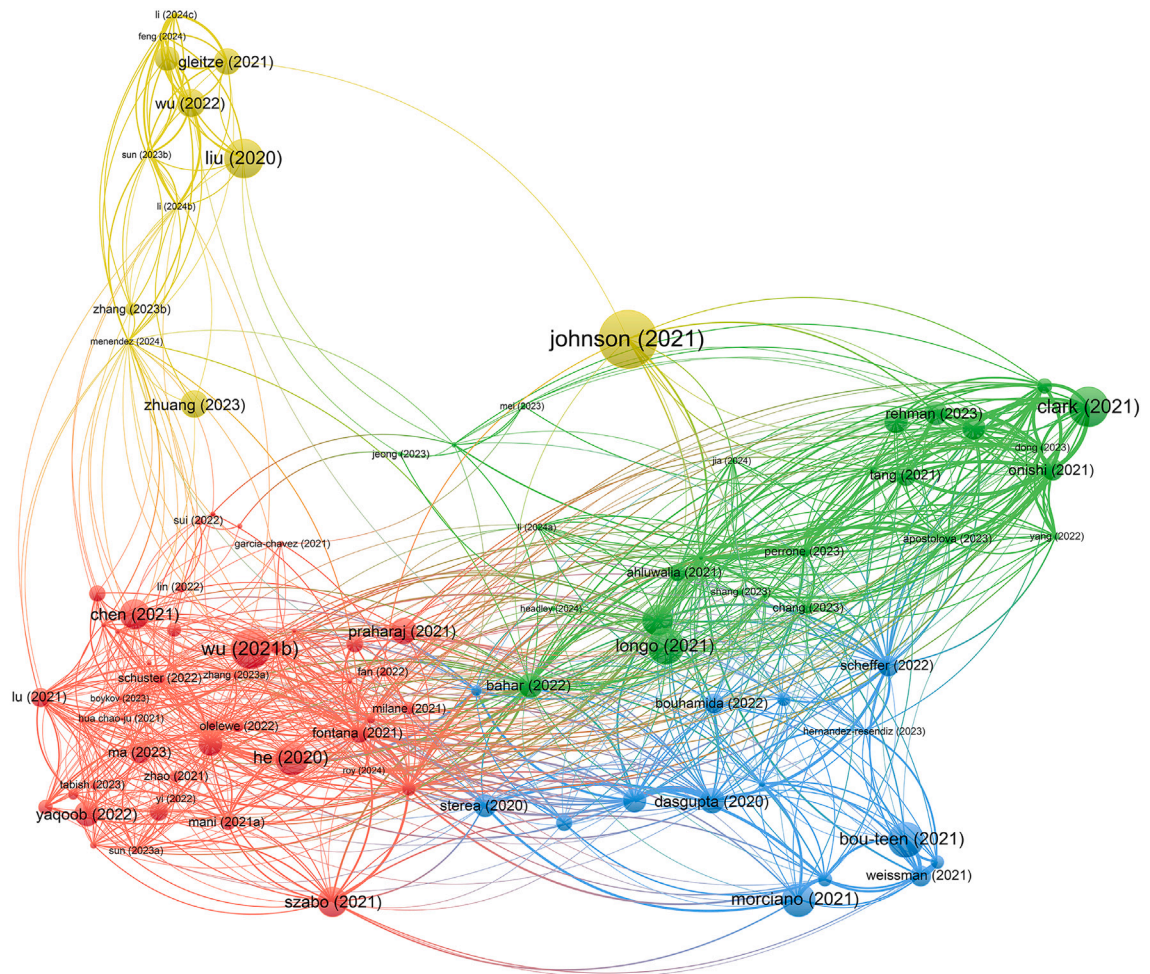 li (2024c)
feng (2024)
gleitze (2021)
wu (2022)
sun (2023b)
liu (2020)
li (2024b)
zhang (2023b)
menendez (2024)
johnson (2021)
zhuang (2023)
mei (2023)
clark (2021)
rehman (2023)
dong (2023)
jeong (2023)
jia (2024)
tang (2021)
onishi (2021)
sui (2022)
li (2024a)
garcia-chavez (2021)
perrone (2023)
apostolova (2023)
yang (2022)
ahluwalia (2021)
lin (2022)
shang (2023)
headley (2024)
chang (2023)
chen (2021)
praharaj (2021)
wu (2021b)
longo (2021)
scheffer (2022)
fan (2022)
zhang (2023a)
schuster (2022)
bahar (2022)
lu (2021)
boykov (2023)
bouhamida (2022)
milane (2021)
hua chao-ju (2021)
olelewe (2022)
fontana (2021)
hernandez-resendiz (2023)
ma (2023)
he (2020)
roy (2024)
zhao (2021)
tabish (2023)
yi (2022)
sterea (2020)
dasgupta (2020)
yaqoob (2022)
mani (2021a)
bou-teen (2021)
sun (2023a)
weissman (2021)
szabo (2021)
morciano (2021)